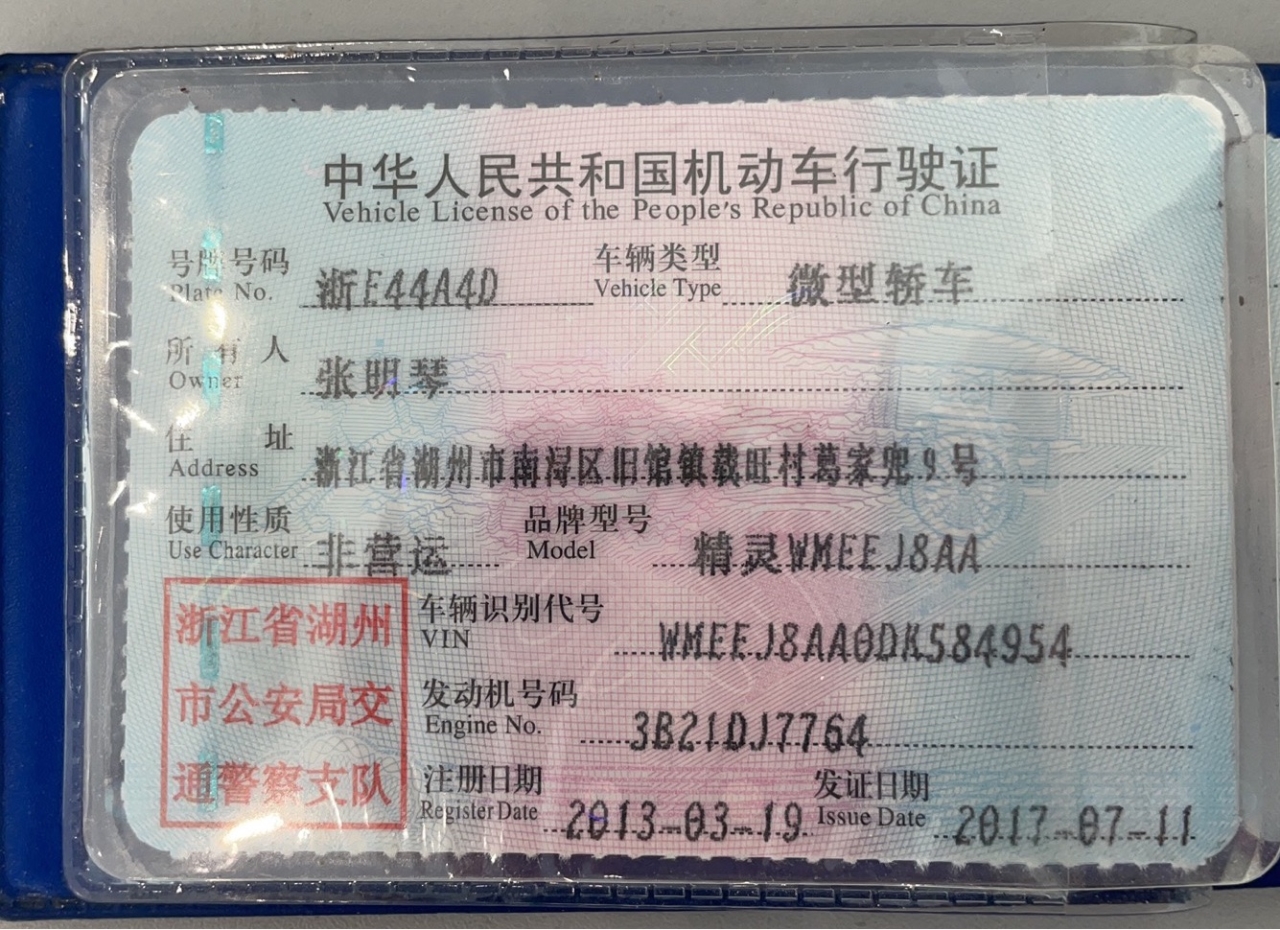 中华人民共和国机动车行驶证
Vehicle License of the People's Republic of China
号牌号码 浙E44A4D 车辆类型 微型轿车
Plate No. Vehicle Type
所有人 张明琴
Owner
住址 浙江省湖州市南浔区旧馆镇载旺村葛家兜9号
Address
使用性质 非营运 品牌型号 精灵WMEEJ8AA
Use Character Model
浙江省湖州
市公安局交
通警察支队
车辆识别代号 WMEEJ8AA0DK584954
VIN
发动机号码 3B21DJ7764
Engine No.
注册日期 2013-03-19 发证日期 2017-07-11
Register Date Issue Date